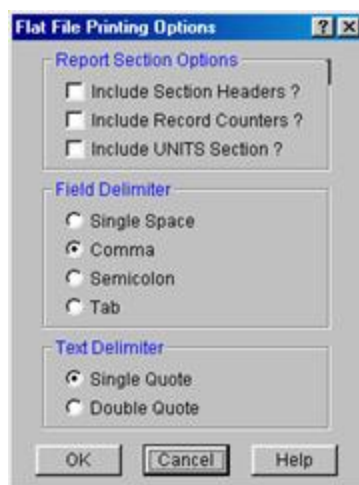 Flat File Printing Options
Report Section Options
Include Section Headers ?
Include Record Counters ?
Include UNITS Section ?
Field Delimiter
Single Space
Comma
Semicolon
Tab
Text Delimiter
Single Quote
Double Quote
OK Cancel Help